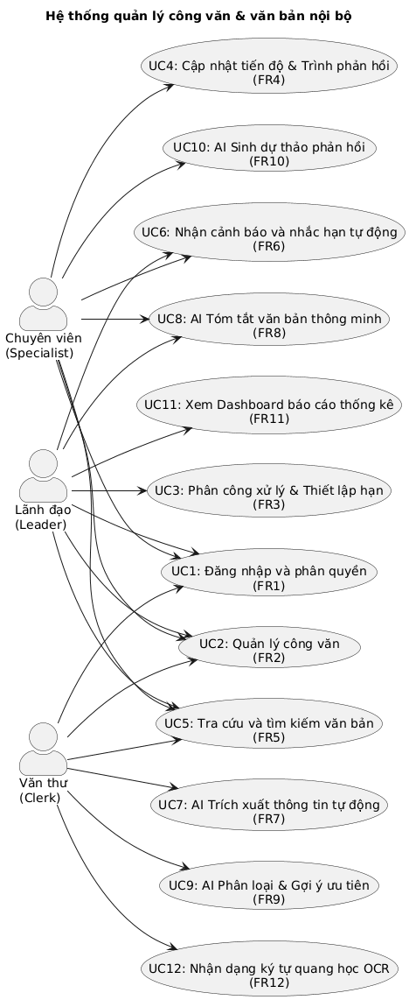 Hệ thống quản lý công văn & văn bản nội bộ
UC4: Cập nhật tiến độ & Trình phản hồi
(FR4)
UC10: AI Sinh dự thảo phản hồi
(FR10)
UC6: Nhận cảnh báo và nhắc hạn tự động
(FR6)
UC8: AI Tóm tắt văn bản thông minh
(FR8)
Chuyên viên
(Specialist)
UC11: Xem Dashboard báo cáo thống kê
(FR11)
UC3: Phân công xử lý & Thiết lập hạn
(FR3)
Lãnh đạo
(Leader)
UC1: Đăng nhập và phân quyền
(FR1)
UC2: Quản lý công văn
(FR2)
UC5: Tra cứu và tìm kiếm văn bản
(FR5)
Văn thư
(Clerk)
UC7: AI Trích xuất thông tin tự động
(FR7)
UC9: AI Phân loại & Gợi ý ưu tiên
(FR9)
UC12: Nhận dạng ký tự quang học OCR
(FR12)